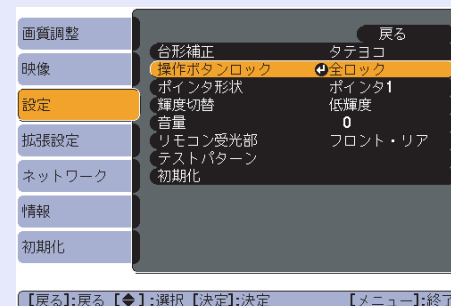 画質調整
映像
設定
拡張設定
ネットワーク
情報
初期化
戻る
台形補正 タテヨコ
操作ボタンロック 全ロック
ポインタ形状 ポインタ1
輝度切替 低輝度
音量 0
リモコン受光部 フロント・リア
テストパターン
初期化
[戻る]:戻る [◆]:選択 [決定]:決定 [メニュー]:終了